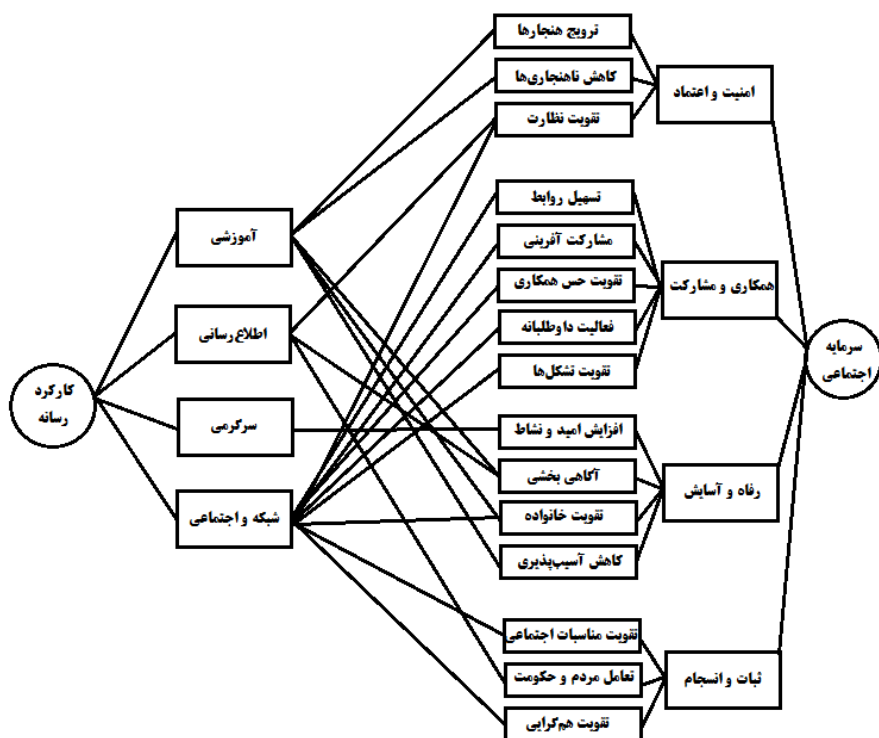 ترویج هنجارها
کاهش ناهنجاری‌ها
تقویت نظارت
امنیت و اعتماد
تسهیل روابط
مشارکت آفرینی
تقویت حس همکاری
فعالیت داوطلبانه
تقویت تشکل‌ها
همکاری و مشارکت
افزایش امید و نشاط
آگاهی بخشی
تقویت خانواده
کاهش آسیب‌پذیری
رفاه و آسایش
تقویت مناسبات اجتماعی
تعامل مردم و حکومت
تقویت هم‌گرایی
ثبات و انسجام
سرمایه
اجتماعی
آموزشی
اطلاع‌رسانی
سرگرمی
شبکه و اجتماعی
کارکرد
رسانه